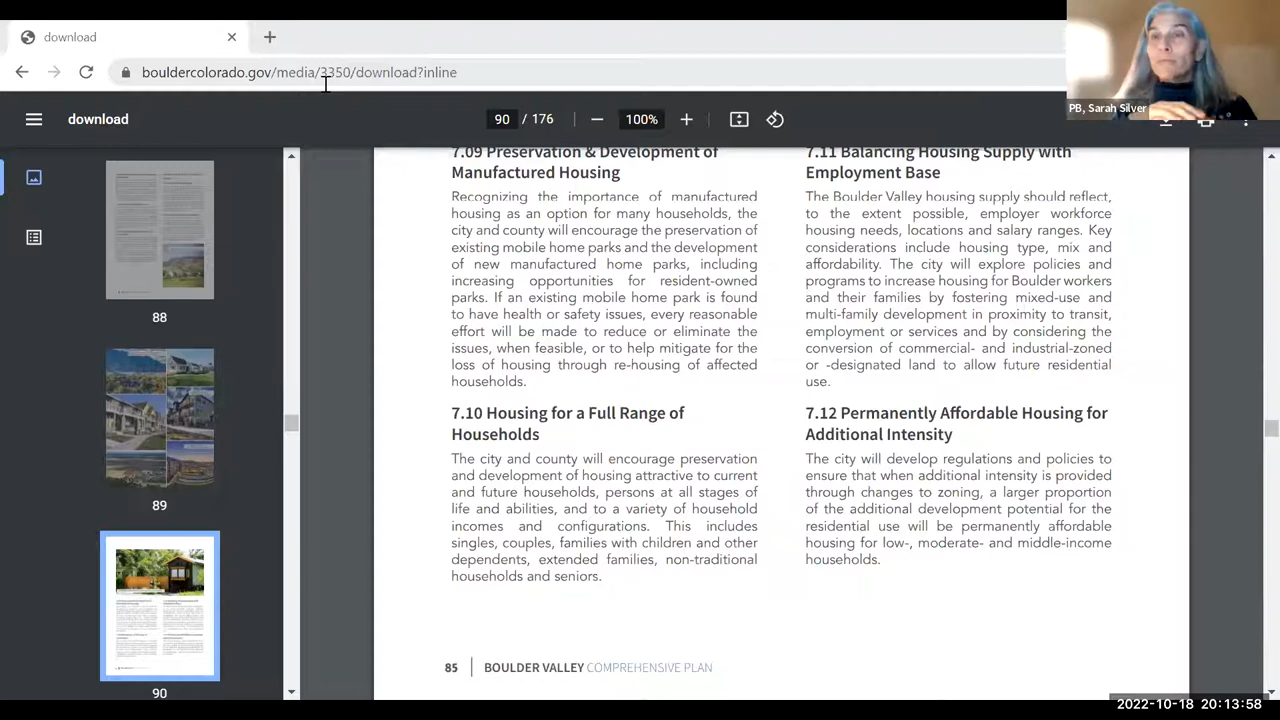 download
bouldercolorado.gov/media/3350/download?inline
PB, Sarah Silver
download
90 / 176
100%
88
89
90
7.09 Preservation & Development of
Manufactured Housing
Recognizing the importance of manufactured
housing as an option for many households, the
city and county will encourage the preservation of
existing mobile home parks and the development
of new manufactured home parks, including
increasing opportunities for resident-owned
parks. If an existing mobile home park is found
to have health or safety issues, every reasonable
effort will be made to reduce or eliminate the
issues, when feasible, or to help mitigate for the
loss of housing through re-housing of affected
households.
7.10 Housing for a Full Range of
Households
The city and county will encourage preservation
and development of housing attractive to current
and future households, persons at all stages of
life and abilities, and to a variety of household
incomes and configurations. This includes
singles, couples, families with children and other
dependents, extended families, non-traditional
households and seniors.
7.11 Balancing Housing Supply with
Employment Base
The Boulder Valley housing supply should reflect,
to the extent possible, employer workforce
housing needs, locations and salary ranges. Key
considerations include housing type, mix and
affordability. The city will explore policies and
programs to increase housing for Boulder workers
and their families by fostering mixed-use and
multi-family development in proximity to transit,
employment or services and by considering the
conversion of commercial- and industrial-zoned
or -designated land to allow future residential
use.
7.12 Permanently Affordable Housing for
Additional Intensity
The city will develop regulations and policies to
ensure that when additional intensity is provided
through changes to zoning, a larger proportion
of the additional development potential for the
residential use will be permanently affordable
housing for low-, moderate- and middle-income
households.
85 BOULDER VALLEY COMPREHENSIVE PLAN
2022-10-18 20:13:58